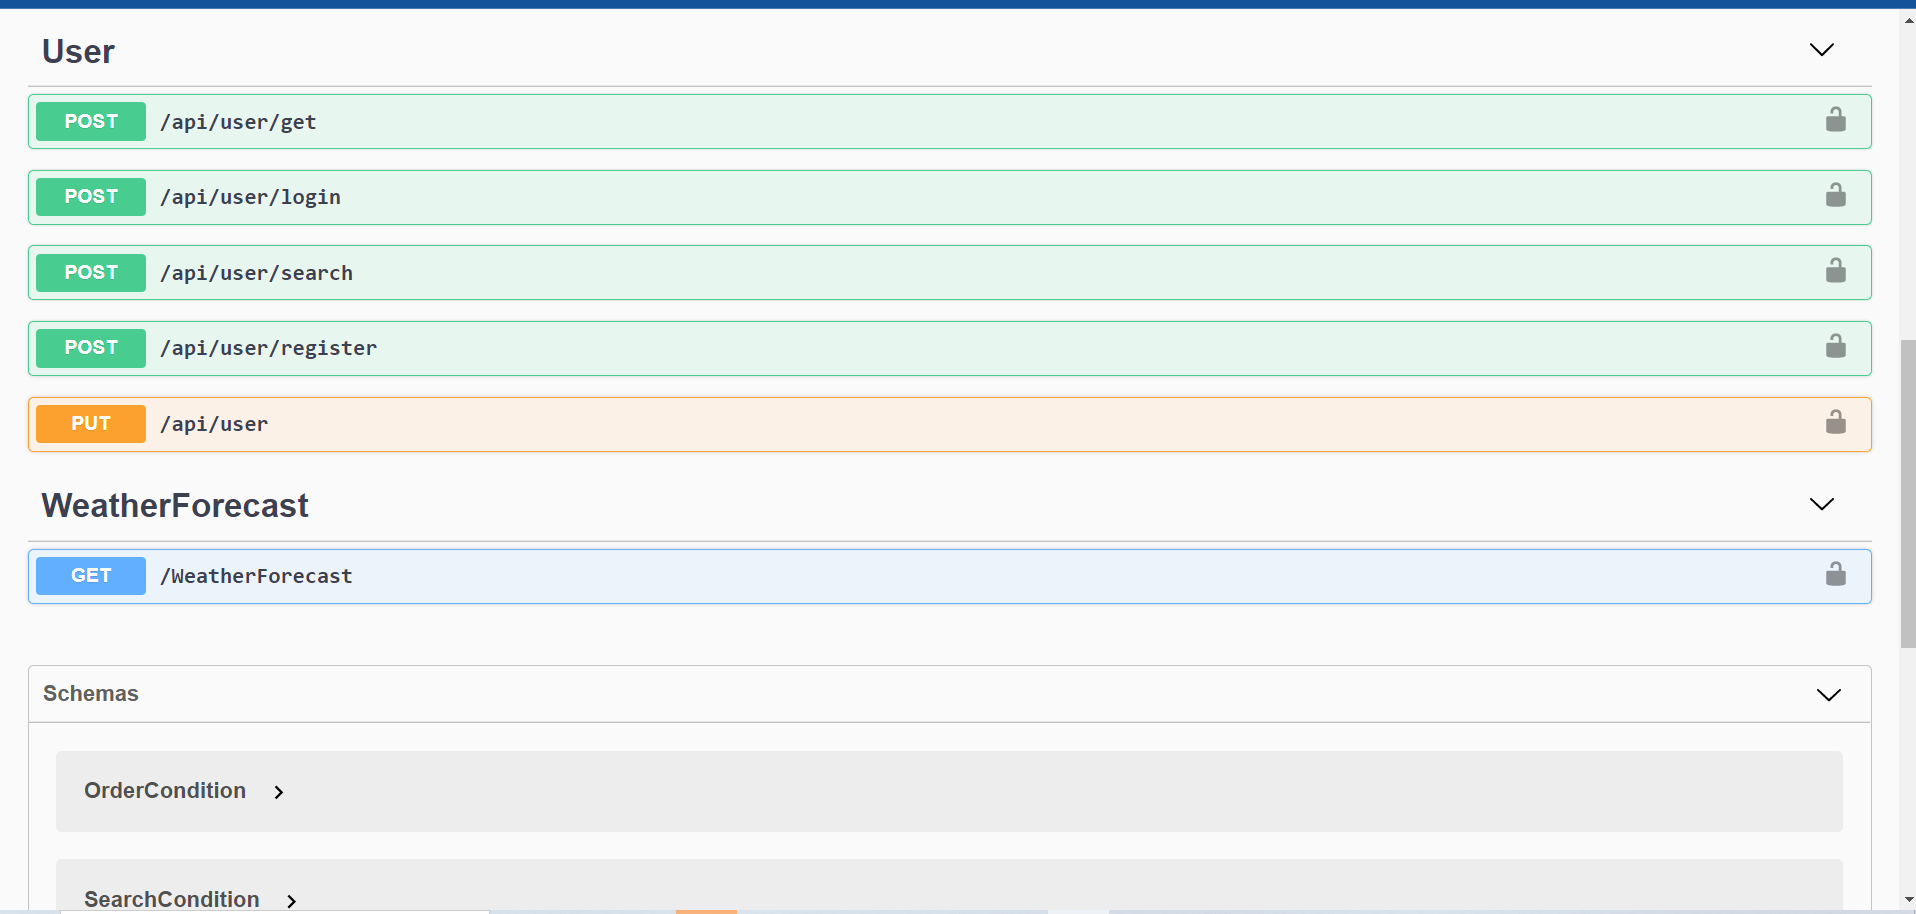 User
POST /api/user/get
POST /api/user/login
POST /api/user/search
POST /api/user/register
PUT /api/user
WeatherForecast
GET /WeatherForecast
Schemas
OrderCondition
SearchCondition